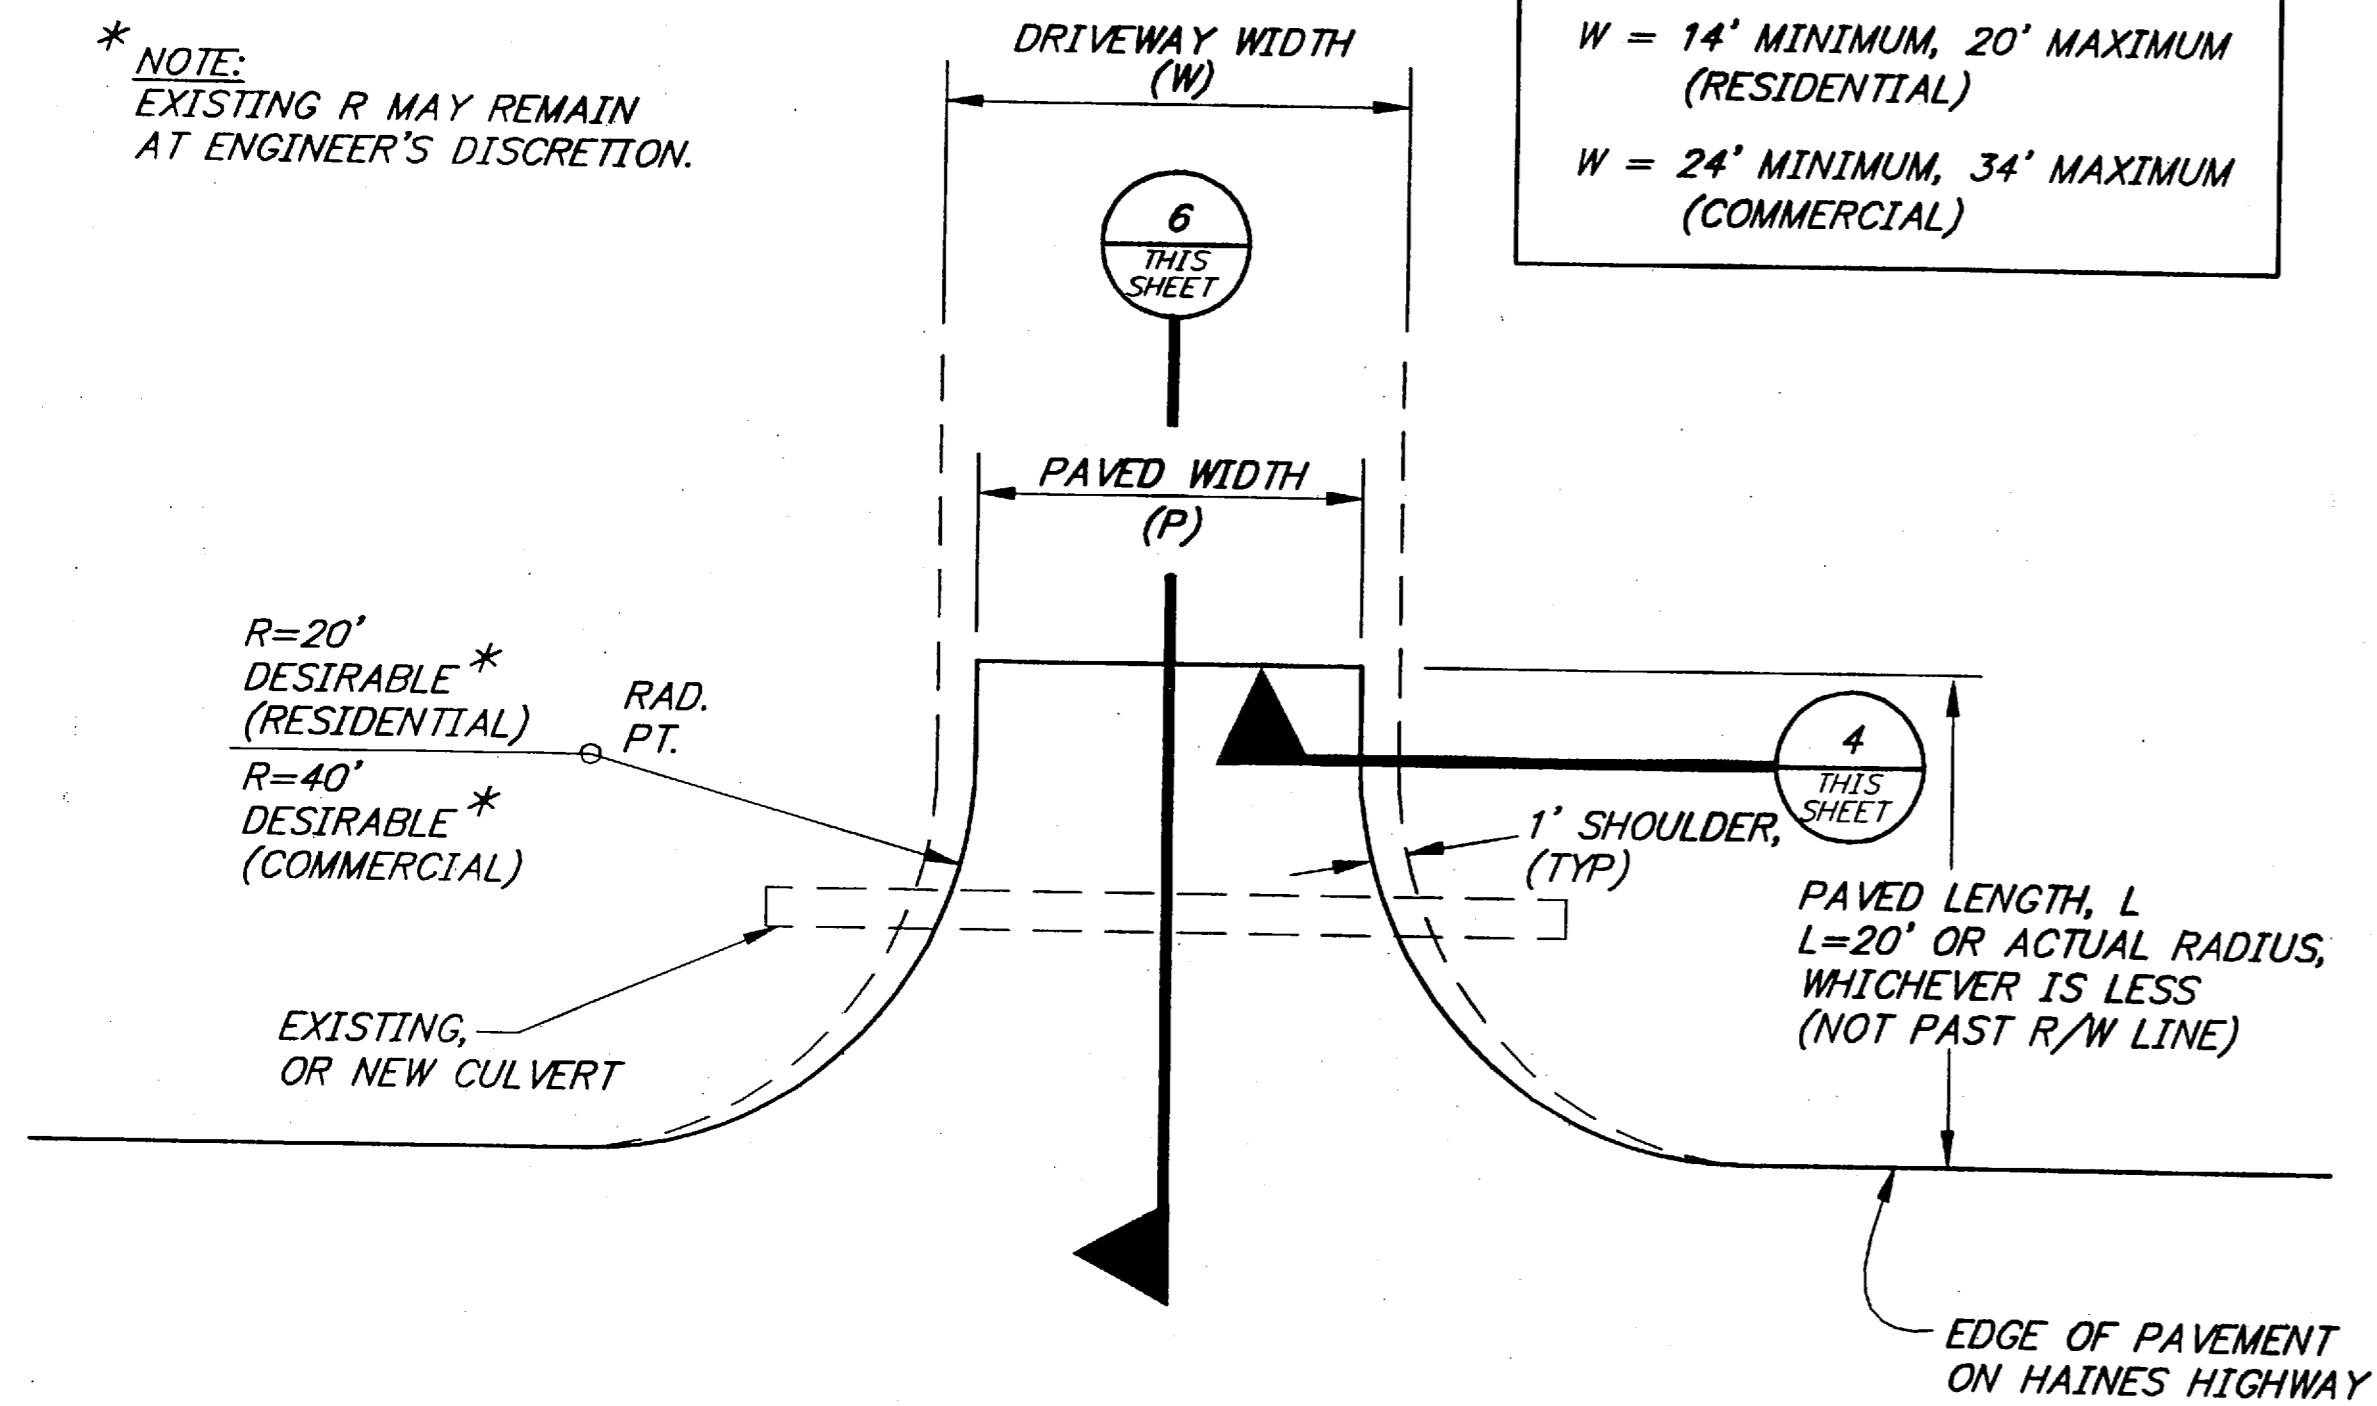 *
NOTE:
EXISTING R MAY REMAIN
AT ENGINEER'S DISCRETION.
DRIVEWAY WIDTH
(W)
W = 14' MINIMUM, 20' MAXIMUM
(RESIDENTIAL)
W = 24' MINIMUM, 34' MAXIMUM
(COMMERCIAL)
6
THIS
SHEET
PAVED WIDTH
(P)
R=20'
DESIRABLE *
(RESIDENTIAL)
R=40'
DESIRABLE *
(COMMERCIAL)
RAD.
PT.
4
THIS
SHEET
1' SHOULDER,
(TYP)
PAVED LENGTH, L
L=20' OR ACTUAL RADIUS,
WHICHEVER IS LESS
(NOT PAST R/W LINE)
EXISTING,
OR NEW CULVERT
EDGE OF PAVEMENT
ON HAINES HIGHWAY